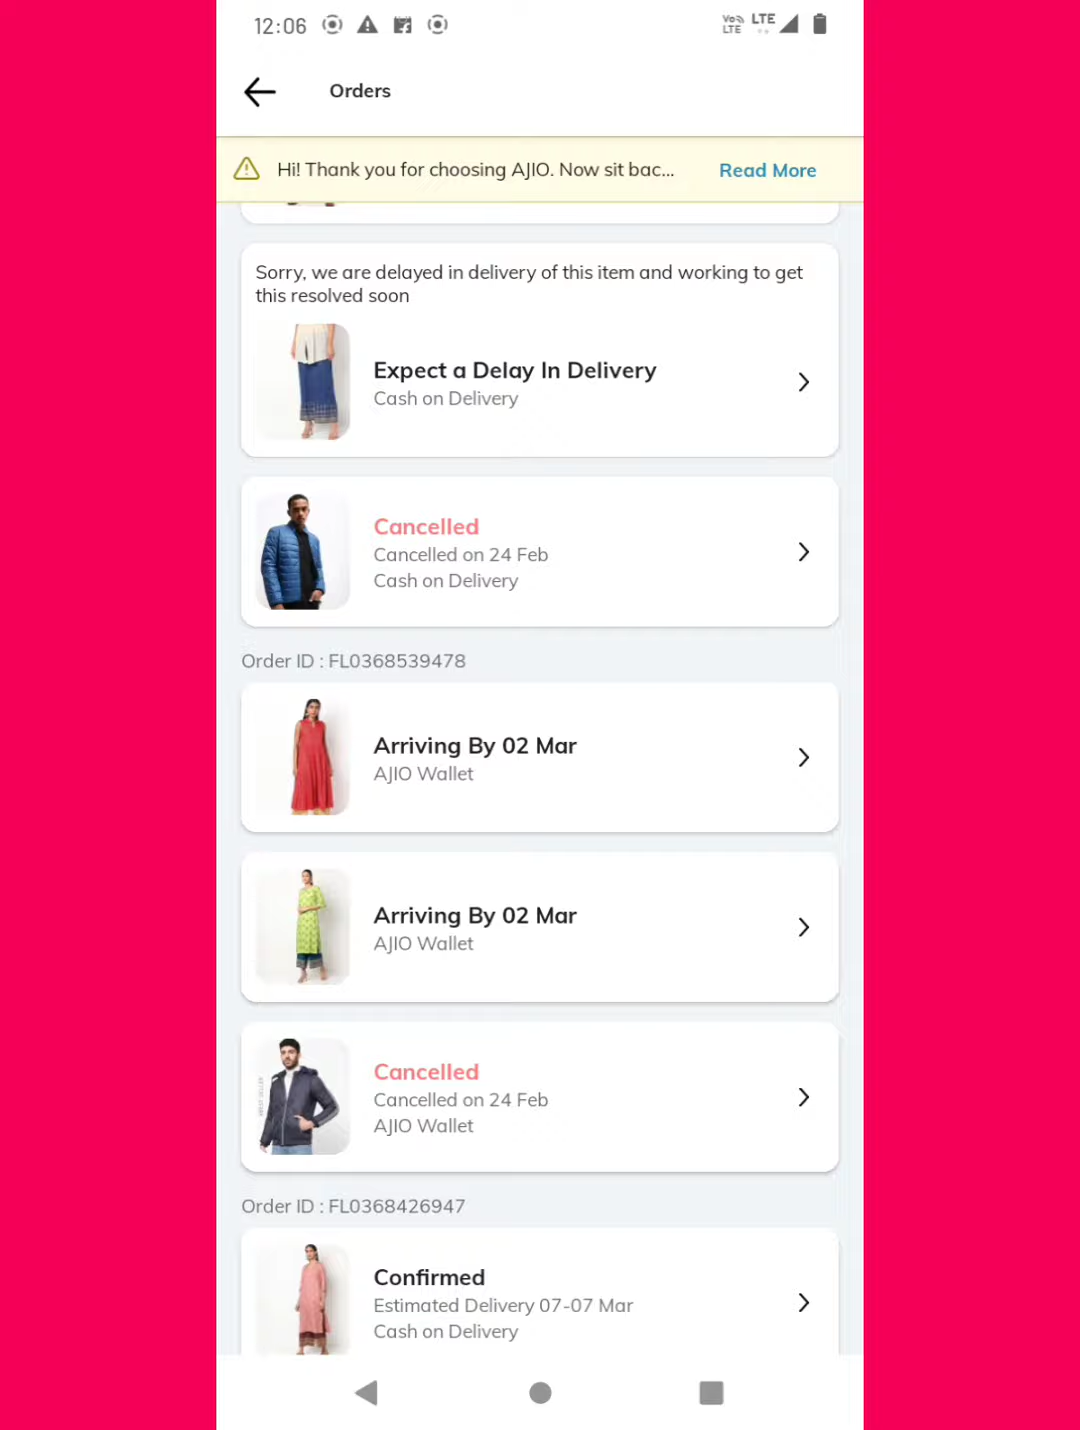 12:06
Vo
LTE
LTE
Orders
Hi! Thank you for choosing AJIO. Now sit bac...
Read More
Sorry, we are delayed in delivery of this item and working to get
this resolved soon
Expect a Delay In Delivery
Cash on Delivery
Cancelled
Cancelled on 24 Feb
Cash on Delivery
Order ID : FL0368539478
Arriving By 02 Mar
AJIO Wallet
Arriving By 02 Mar
AJIO Wallet
Cancelled
Cancelled on 24 Feb
AJIO Wallet
Order ID : FL0368426947
Confirmed
Estimated Delivery 07-07 Mar
Cash on Delivery